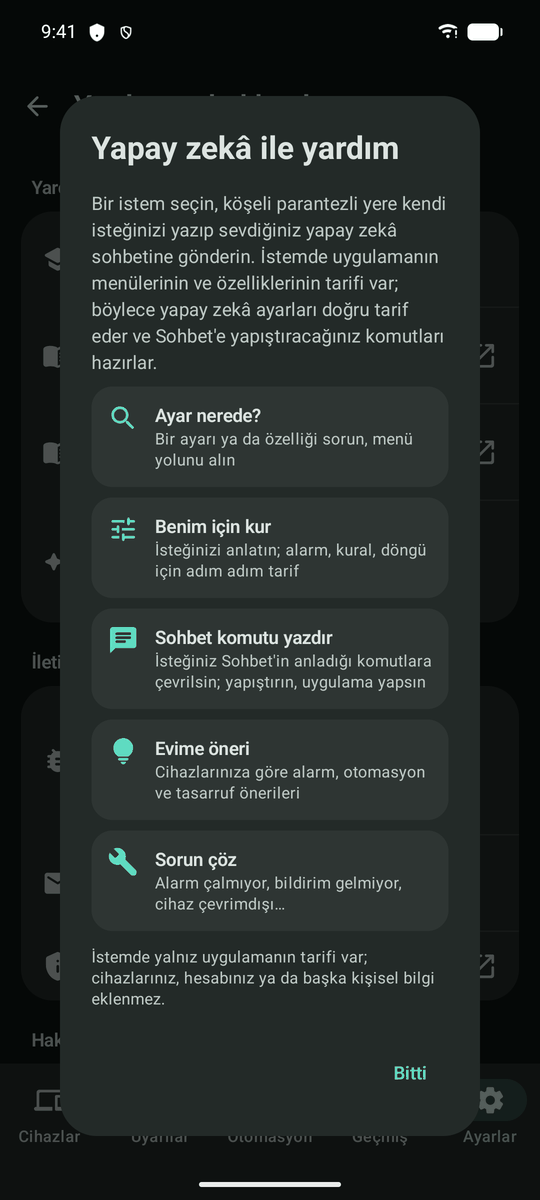 9:41
Yapay zekâ ile yardım
Bir istem seçin, köşeli parantezli yere kendi
isteğinizi yazıp sevdiğiniz yapay zekâ
sohbetine gönderin. İstemde uygulamanın
menülerinin ve özelliklerinin tarifi var;
böylece yapay zekâ ayarları doğru tarif
eder ve Sohbet'e yapıştıracağınız komutları
hazırlar.
Ayar nerede?
Bir ayarı ya da özelliği sorun, menü
yolunu alın
Benim için kur
İsteğinizi anlatın; alarm, kural, döngü
için adım adım tarif
Sohbet komutu yazdır
İsteğiniz Sohbet'in anladığı komutlara
çevrilsin; yapıştırın, uygulama yapsın
Evime öneri
Cihazlarınıza göre alarm, otomasyon
ve tasarruf önerileri
Sorun çöz
Alarm çalmıyor, bildirim gelmiyor,
cihaz çevrimdışı…
İstemde yalnız uygulamanın tarifi var;
cihazlarınız, hesabınız ya da başka kişisel bilgi
eklenmez.
Bitti
Cihazlar Uyarılar Otomasyon Geçmiş Ayarlar